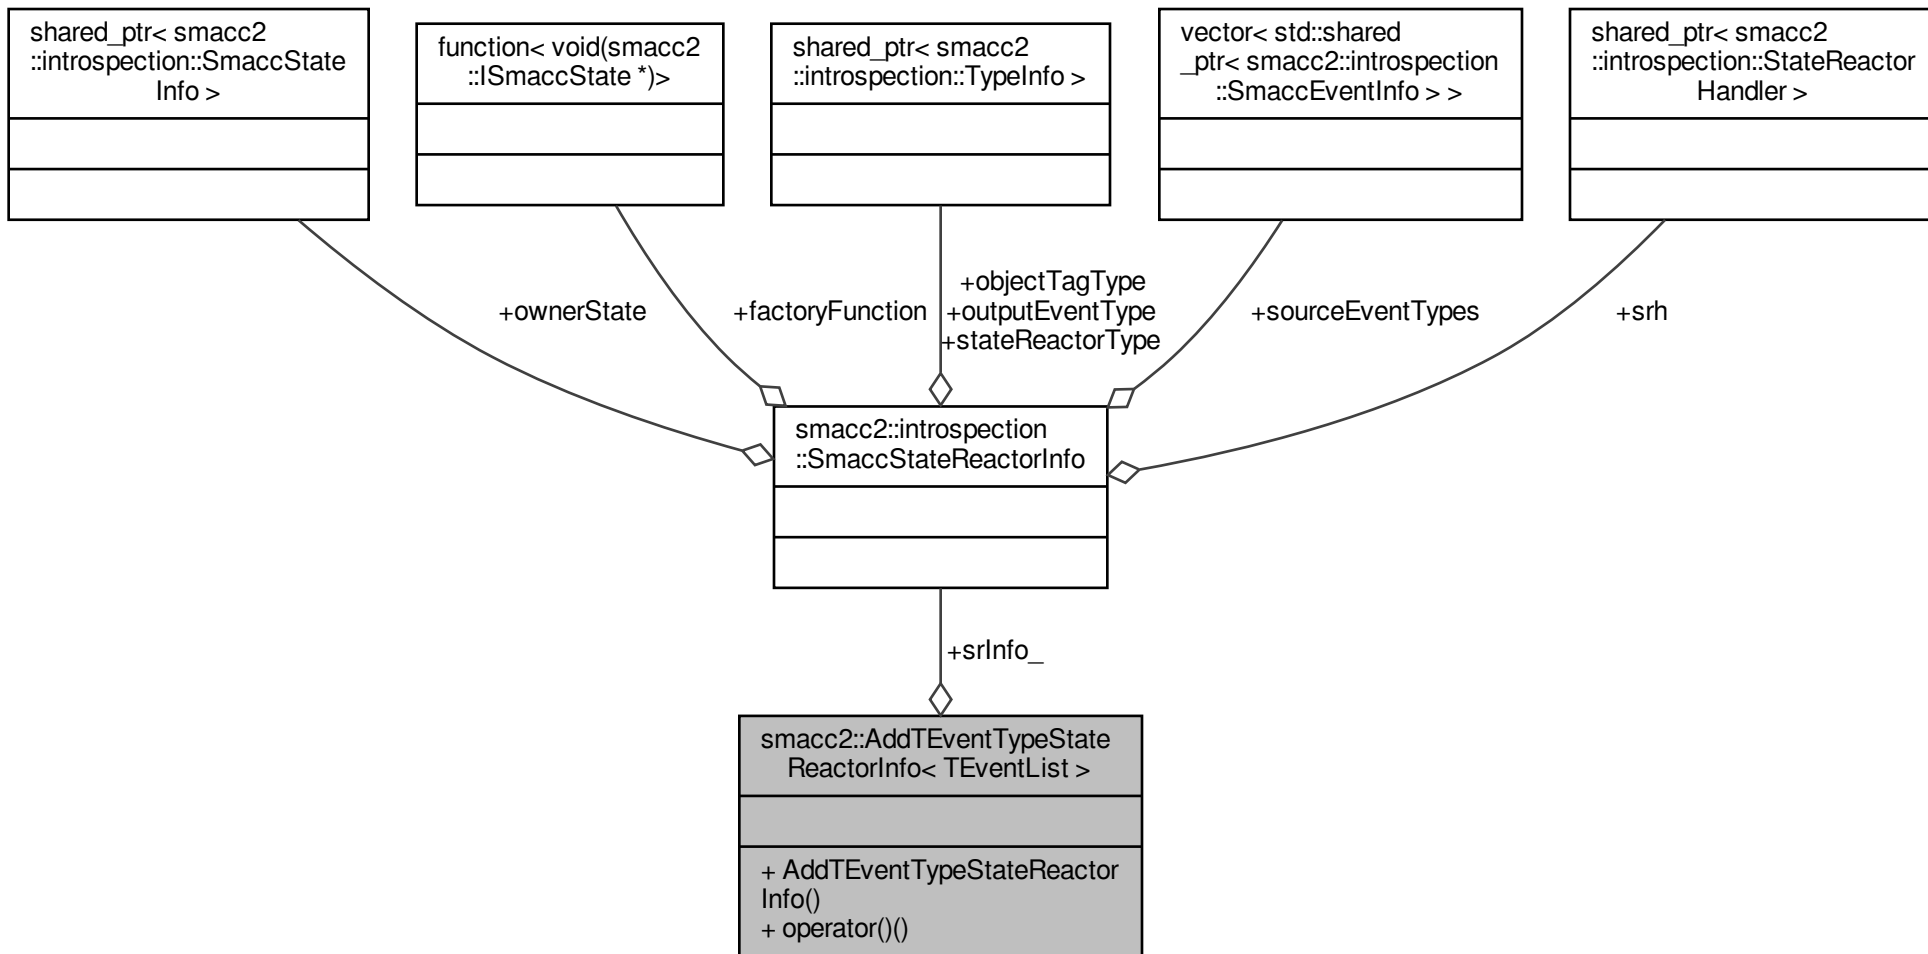 shared_ptr< smacc2
::introspection::SmaccState
Info >
function< void(smacc2
::ISmaccState *)>
shared_ptr< smacc2
::introspection::TypeInfo >
vector< std::shared
_ptr< smacc2::introspection
::SmaccEventInfo > >
shared_ptr< smacc2
::introspection::StateReactor
Handler >
+ownerState
+factoryFunction
+objectTagType
+outputEventType
+stateReactorType
+sourceEventTypes
+srh
smacc2::introspection
::SmaccStateReactorInfo
+srInfo_
smacc2::AddTEventTypeState
ReactorInfo< TEventList >
+ AddTEventTypeStateReactor
Info()
+ operator()()